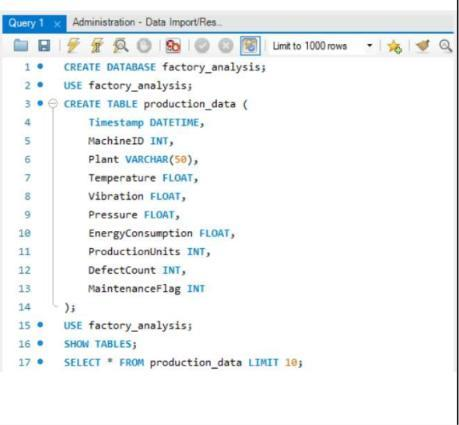 Query 1 × Administration - Data Import/Res...
Limit to 1000 rows
1 CREATE DATABASE factory_analysis;
2 USE factory_analysis;
3 CREATE TABLE production_data (
4 Timestamp DATETIME,
5 MachineID INT,
6 Plant VARCHAR(50),
7 Temperature FLOAT,
8 Vibration FLOAT,
9 Pressure FLOAT,
10 EnergyConsumption FLOAT,
11 ProductionUnits INT,
12 DefectCount INT,
13 MaintenanceFlag INT
14 );
15 USE factory_analysis;
16 SHOW TABLES;
17 SELECT * FROM production_data LIMIT 10;